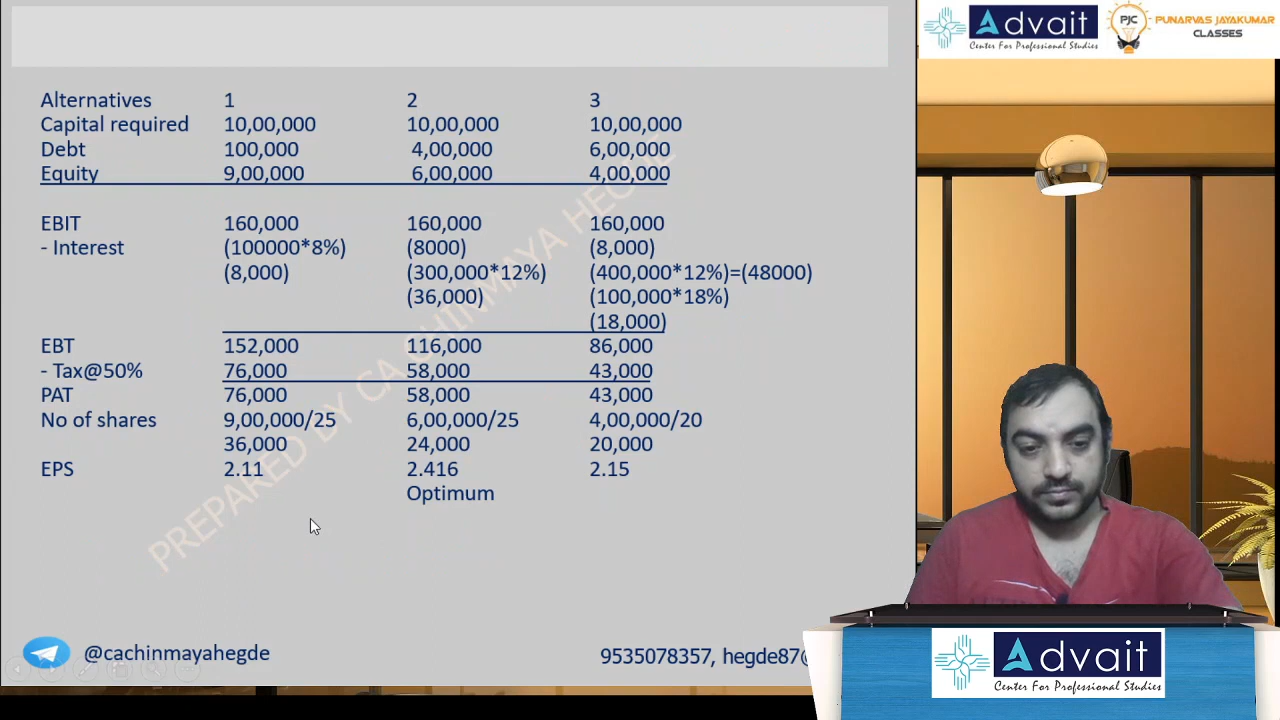 Advait
Center For Professional Studies
PJC
PUNARVAS JAYAKUMAR
CLASSES
Alternatives 1 2 3
Capital required 10,00,000 10,00,000 10,00,000
Debt 100,000 4,00,000 6,00,000
Equity 9,00,000 6,00,000 4,00,000
EBIT 160,000 160,000 160,000
- Interest (100000*8%) (8000) (8,000)
(8,000) (300,000*12%) (400,000*12%)=(48000)
(36,000) (100,000*18%)
(18,000)
EBT 152,000 116,000 86,000
- Tax@50% 76,000 58,000 43,000
PAT 76,000 58,000 43,000
No of shares 9,00,000/25 6,00,000/25 4,00,000/20
36,000 24,000 20,000
EPS 2.11 2.416 2.15
Optimum
PREPARED BY CA CHINMAYA HEGDE
@cachinmayahegde
9535078357, hegde87@
Advait
Center For Professional Studies